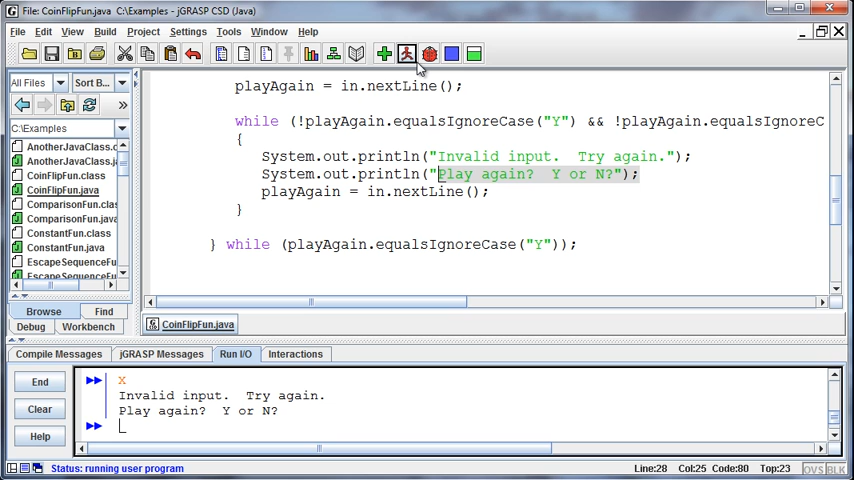 File: CoinFlipFun.java  C:\Examples - jGRASP CSD (Java)
File  Edit  View  Build  Project  Settings  Tools  Window  Help
All Files  Sort B...
C:\Examples
AnotherJavaClass.c
AnotherJavaClass.j
CoinFlipFun.class
CoinFlipFun.java
ComparisonFun.clas
ComparisonFun.java
ConstantFun.class
ConstantFun.java
EscapeSequenceFu
EscapeSequenceFun
Browse  Find
Debug  Workbench
playAgain = in.nextLine();
while (!playAgain.equalsIgnoreCase("Y") && !playAgain.equalsIgnoreC
{
System.out.println("Invalid input.  Try again.");
System.out.println("Play again?  Y or N?");
playAgain = in.nextLine();
}
} while (playAgain.equalsIgnoreCase("Y"));
CoinFlipFun.java
Compile Messages  jGRASP Messages  Run I/O  Interactions
End
Clear
Help
X
Invalid input.  Try again.
Play again?  Y or N?
Status: running user program
Line:28  Col:25  Code:80  Top:23  OVS BLK